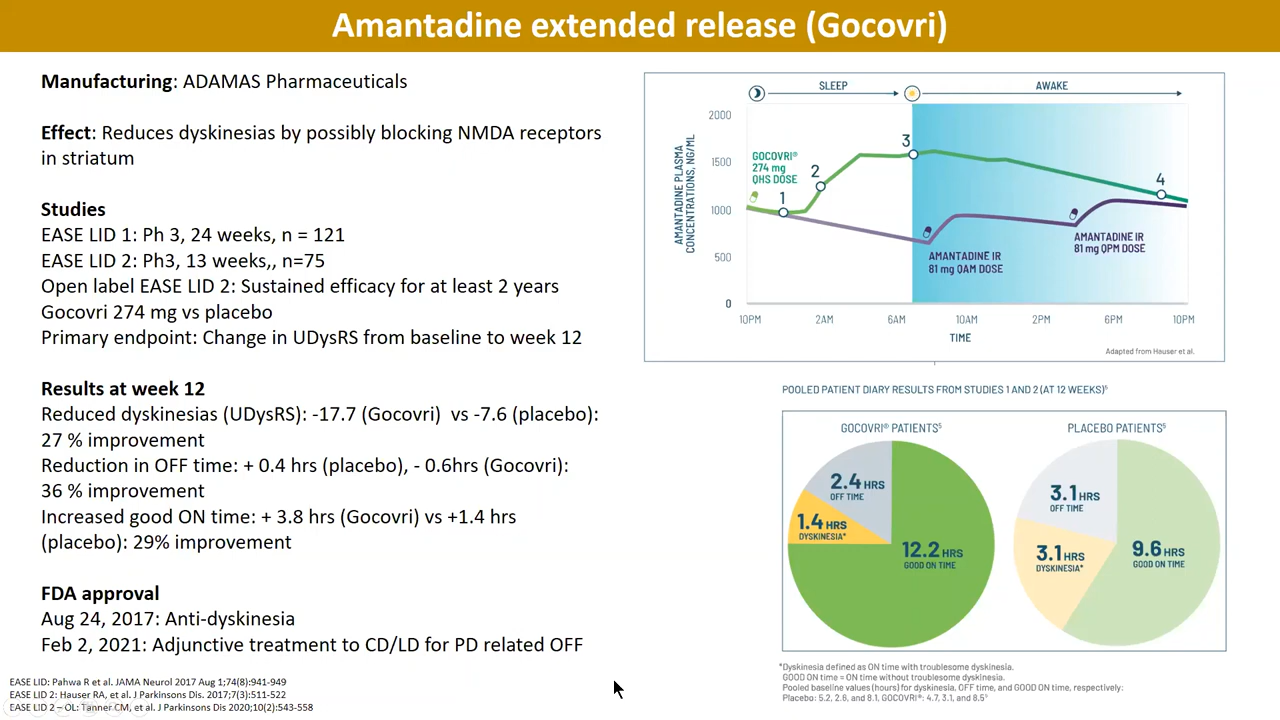 Amantadine extended release (Gocovri)
Manufacturing: ADAMAS Pharmaceuticals
Effect: Reduces dyskinesias by possibly blocking NMDA receptors
in striatum
Studies
EASE LID 1: Ph 3, 24 weeks, n = 121
EASE LID 2: Ph3, 13 weeks,, n=75
Open label EASE LID 2: Sustained efficacy for at least 2 years
Gocovri 274 mg vs placebo
Primary endpoint: Change in UDysRS from baseline to week 12
Results at week 12
Reduced dyskinesias (UDysRS): -17.7 (Gocovri) vs -7.6 (placebo):
27 % improvement
Reduction in OFF time: + 0.4 hrs (placebo), - 0.6hrs (Gocovri):
36 % improvement
Increased good ON time: + 3.8 hrs (Gocovri) vs +1.4 hrs
(placebo): 29% improvement
FDA approval
Aug 24, 2017: Anti-dyskinesia
Feb 2, 2021: Adjunctive treatment to CD/LD for PD related OFF
EASE LID: Pahwa R et al. JAMA Neurol 2017 Aug 1;74(8):941-949
EASE LID 2: Hauser RA, et al. J Parkinsons Dis. 2017;7(3):511-522
EASE LID 2 – OL: Tanner CM, et al. J Parkinsons Dis 2020;10(2):543-558
SLEEP
AWAKE
AMANTADINE PLASMA
CONCENTRATIONS, NG/ML
2000
1500
1000
500
0
GOCOVRI®
274 mg
QHS DOSE
1
2
3
4
AMANTADINE IR
81 mg QAM DOSE
AMANTADINE IR
81 mg QPM DOSE
10PM
2AM
6AM
10AM
2PM
6PM
10PM
TIME
Adapted from Hauser et al.
POOLED PATIENT DIARY RESULTS FROM STUDIES 1 AND 2 (AT 12 WEEKS)⁵
GOCOVRI® PATIENTS⁵
2.4 HRS
OFF TIME
1.4 HRS
DYSKINESIA*
12.2 HRS
GOOD ON TIME
PLACEBO PATIENTS⁵
3.1 HRS
OFF TIME
3.1 HRS
DYSKINESIA*
9.6 HRS
GOOD ON TIME
*Dyskinesia defined as ON time with troublesome dyskinesia.
GOOD ON time = ON time without troublesome dyskinesia.
Pooled baseline values (hours) for dyskinesia, OFF time, and GOOD ON time, respectively:
Placebo: 5.2, 2.6, and 8.1, GOCOVRI®: 4.7, 3.1, and 8.5⁵